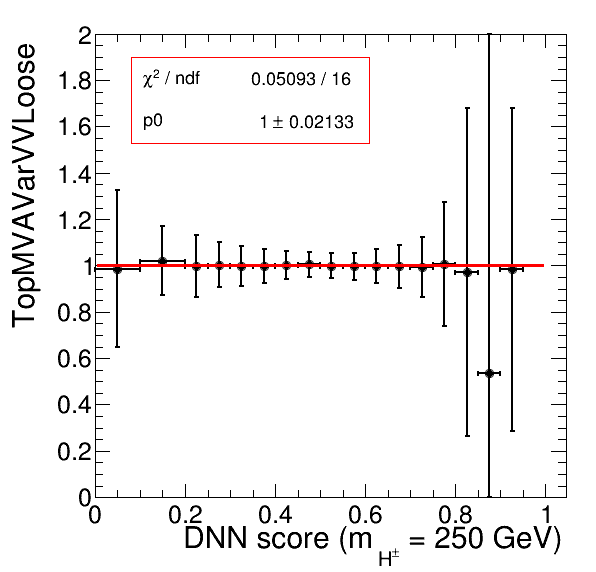 TopMVAVarVVLoose
χ² / ndf 0.05093 / 16
p0 1 ± 0.02133
2
1.8
1.6
1.4
1.2
1
0.8
0.6
0.4
0.2
0
0 0.2 0.4 0.6 0.8 1
DNN score (m_H± = 250 GeV)